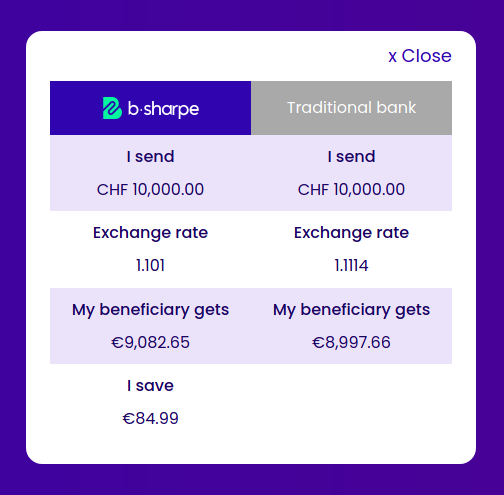 x Close
b·sharpe Traditional bank
I send I send
CHF 10,000.00 CHF 10,000.00
Exchange rate Exchange rate
1.101 1.1114
My beneficiary gets My beneficiary gets
€9,082.65 €8,997.66
I save
€84.99